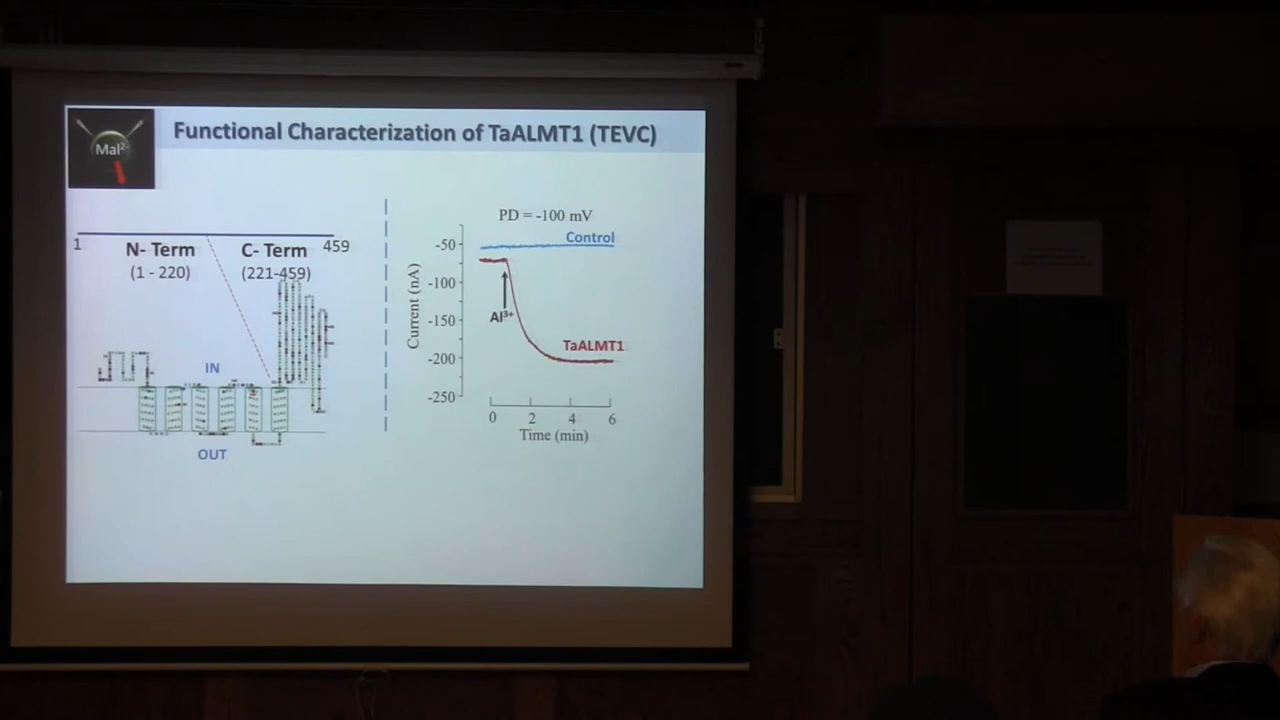 Functional Characterization of TaALMT1 (TEVC)
Mal²⁻
1
459
N- Term
(1 - 220)
C- Term
(221-459)
IN
OUT
PD = -100 mV
Control
Al³⁺
TaALMT1
Current (nA)
-50
-100
-150
-200
-250
0 2 4 6
Time (min)